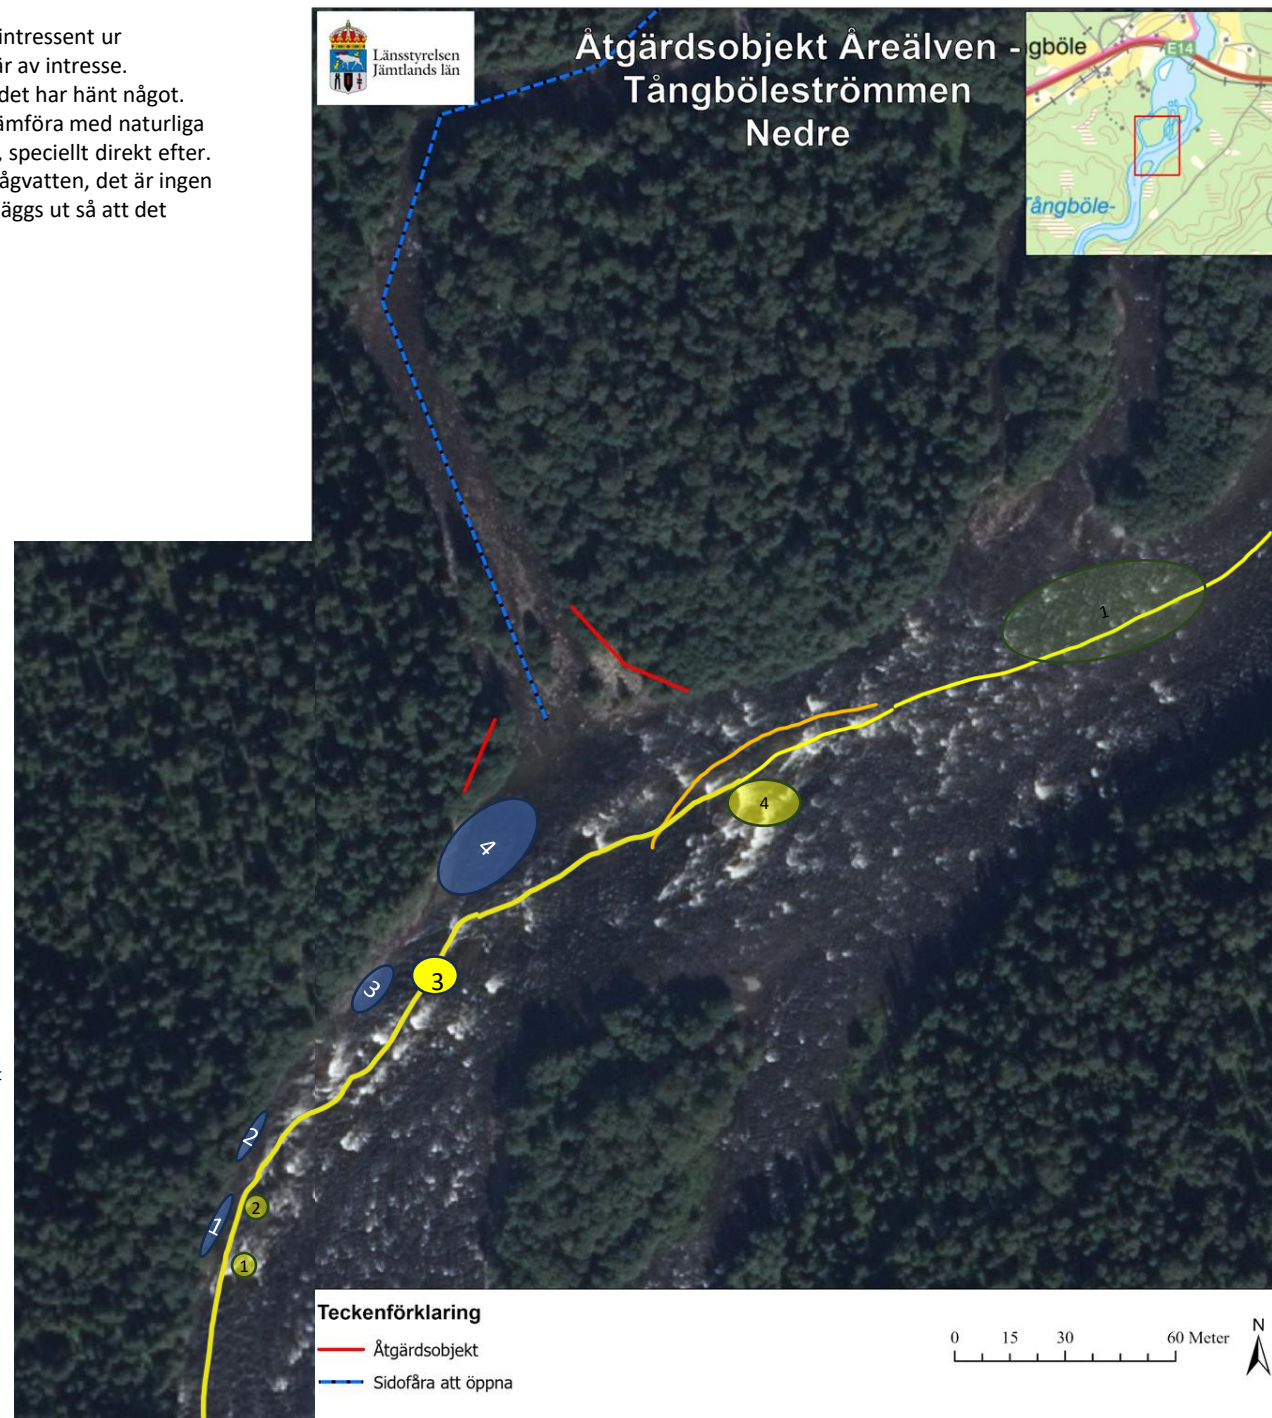 intressent ur
är av intresse.
det har hänt något.
ämföra med naturliga
, speciellt direkt efter.
ågvatten, det är ingen
äggs ut så att det
Länsstyrelsen
Jämtlands län
Åtgärdsobjekt Åreälven -
Tångböleströmmen
Nedre
ngböle
E14
Tångböle-
1
4
4
3
3
2
2
1
1
Teckenförklaring
Åtgärdsobjekt
Sidofåra att öppna
0 15 30 60 Meter
N